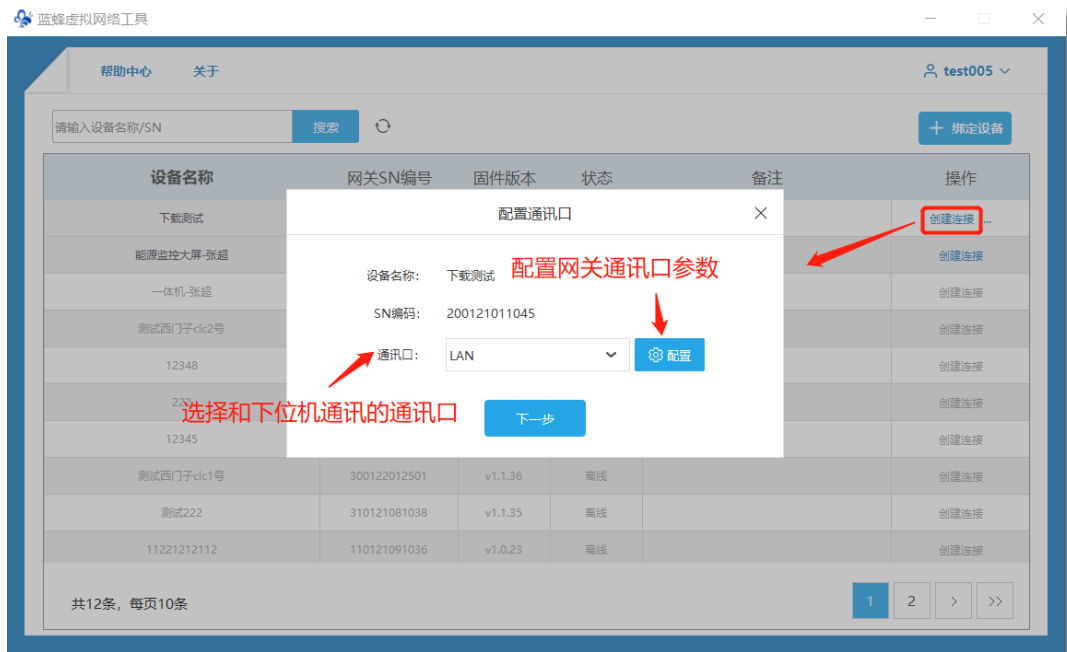 蓝蜂虚拟网络工具
帮助中心 关于 test005
请输入设备名称/SN 搜索 绑定设备
设备名称 网关SN编号 固件版本 状态 备注 操作
下载测试 创建连接 ...
能源监控大屏-张超 创建连接
一体机-张超 创建连接
测试西门子clc2号 创建连接
12348 创建连接
222 创建连接
12345 创建连接
测试西门子clc1号 300122012501 v1.1.36 离线 创建连接
测试222 310121081038 v1.1.35 离线 创建连接
11221212112 110121091036 v1.0.23 离线 创建连接
配置通讯口
设备名称: 下载测试
配置网关通讯口参数
SN编码: 200121011045
通讯口: LAN 配置
选择和下位机通讯的通讯口
下一步
共12条，每页10条 1 2 > >>